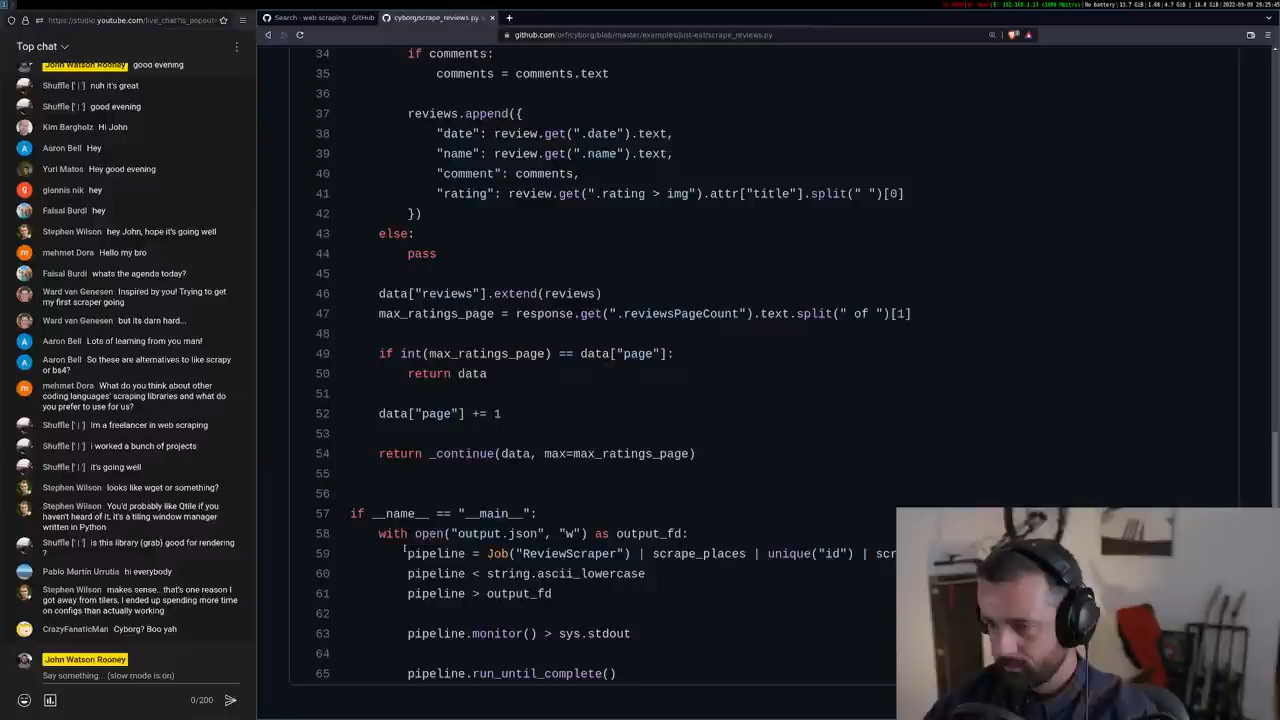 https://studio.youtube.com/live_chat?is_popout=
Search · web scraping · GitHub
cyborg/scrape_reviews.py
github.com/orf/cyborg/blob/master/examples/just-eat/scrape_reviews.py
Top chat
John Watson Rooney good evening
Shuffle ['|'] nuh it's great
Shuffle ['|'] good evening
Kim Bargholz Hi John
Aaron Bell Hey
Yuri Matos Hey good evening
giannis nik hey
Faisal Burdi hey
Stephen Wilson hey John, hope it's going well
mehmet Dora Hello my bro
Faisal Burdi whats the agenda today?
Ward van Genesen Inspired by you! Trying to get
my first scraper going
Ward van Genesen but its darn hard...
Aaron Bell Lots of learning from you man!
Aaron Bell So these are alternatives to like scrapy
or bs4?
mehmet Dora What do you think about other
coding languages' scraping libraries and what do
you prefer to use for us?
Shuffle ['|'] Im a freelancer in web scraping
Shuffle ['|'] i worked a bunch of projects
Shuffle ['|'] it's going well
Stephen Wilson looks like wget or something?
Stephen Wilson You'd probably like Qtile if you
haven't heard of it, it's a tiling window manager
written in Python
Shuffle ['|'] is this library (grab) good for rendering
?
Pablo Martín Urrutia hi everybody
Stephen Wilson makes sense.. that's one reason I
got away from tilers, I ended up spending more time
on configs than actually working
CrazyFanaticMan Cyborg? Boo yah
John Watson Rooney
Say something... (slow mode is on)
0/200
34 if comments:
35 comments = comments.text
36
37 reviews.append({
38 "date": review.get(".date").text,
39 "name": review.get(".name").text,
40 "comment": comments,
41 "rating": review.get(".rating > img").attr["title"].split(" ")[0]
42 })
43 else:
44 pass
45
46 data["reviews"].extend(reviews)
47 max_ratings_page = response.get(".reviewsPageCount").text.split(" of ")[1]
48
49 if int(max_ratings_page) == data["page"]:
50 return data
51
52 data["page"] += 1
53
54 return _continue(data, max=max_ratings_page)
55
56
57 if __name__ == "__main__":
58 with open("output.json", "w") as output_fd:
59 pipeline = Job("ReviewScraper") | scrape_places | unique("id") | scr
60 pipeline < string.ascii_lowercase
61 pipeline > output_fd
62
63 pipeline.monitor() > sys.stdout
64
65 pipeline.run_until_complete()